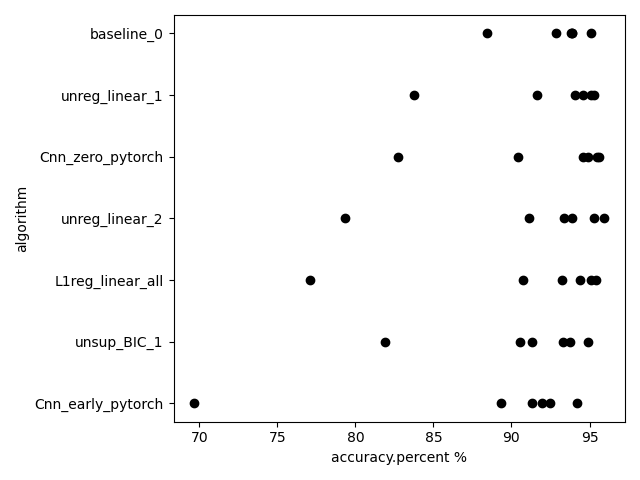 algorithm
baseline_0
unreg_linear_1
Cnn_zero_pytorch
unreg_linear_2
L1reg_linear_all
unsup_BIC_1
Cnn_early_pytorch
70 75 80 85 90 95
accuracy.percent %